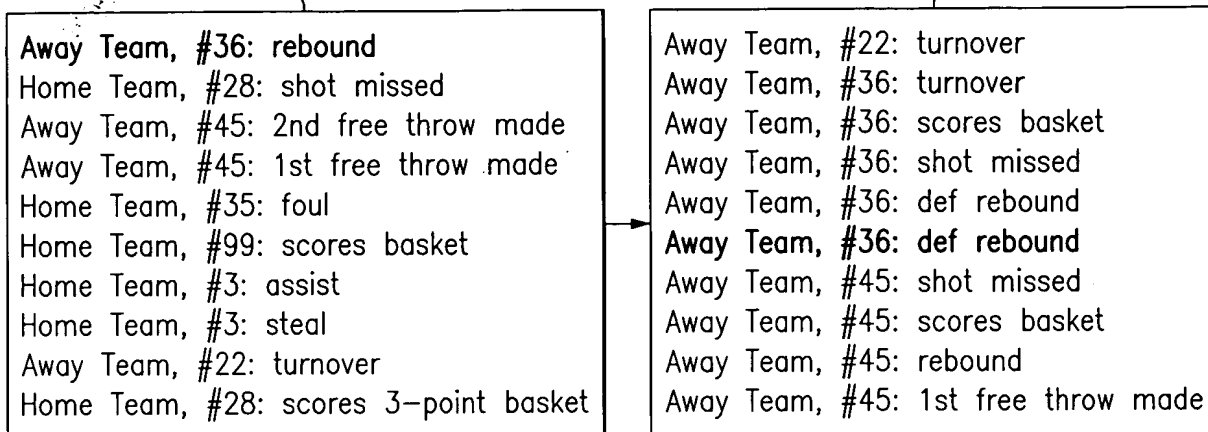 Away Team, #36: rebound
Home Team, #28: shot missed
Away Team, #45: 2nd free throw made
Away Team, #45: 1st free throw made
Home Team, #35: foul
Home Team, #99: scores basket
Home Team, #3: assist
Home Team, #3: steal
Away Team, #22: turnover
Home Team, #28: scores 3-point basket
Away Team, #22: turnover
Away Team, #36: turnover
Away Team, #36: scores basket
Away Team, #36: shot missed
Away Team, #36: def rebound
Away Team, #36: def rebound
Away Team, #45: shot missed
Away Team, #45: scores basket
Away Team, #45: rebound
Away Team, #45: 1st free throw made